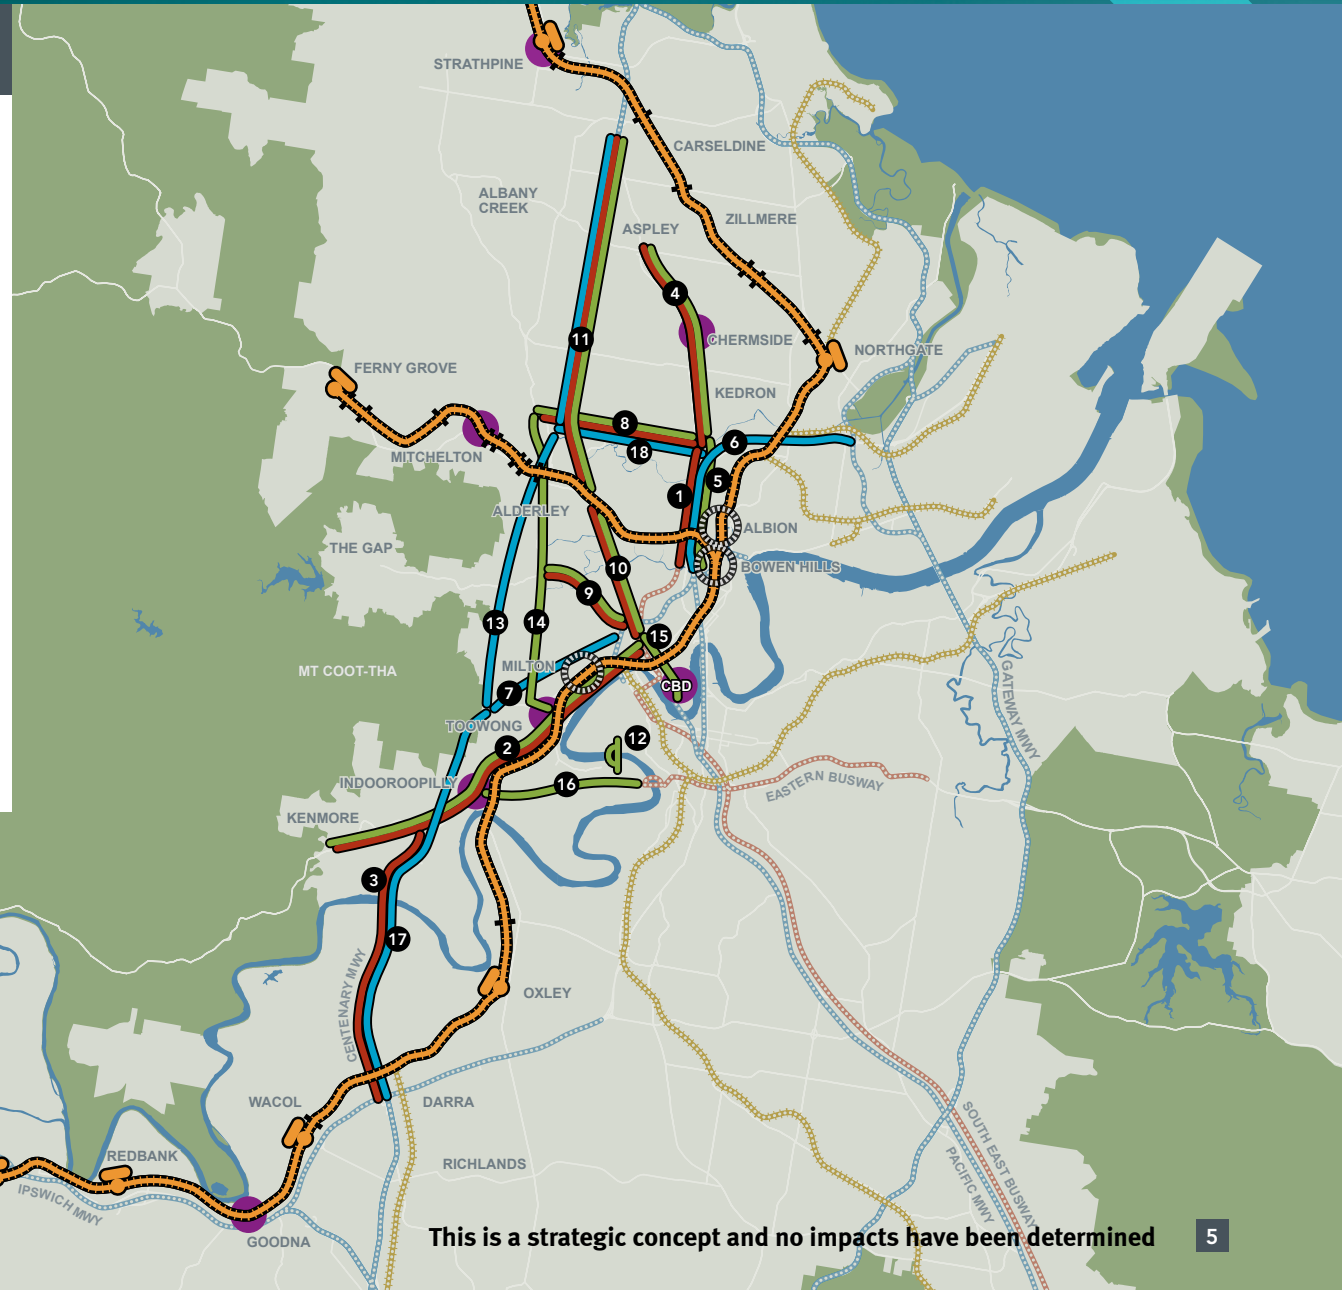 STRATHPINE
CARSELDINE
ALBANY
CREEK
ZILLMERE
ASPLEY
4
11
CHERMSIDE
NORTHGATE
FERNY GROVE
KEDRON
8
6
18
MITCHELTON
5
1
ALDERLEY
ALBION
THE GAP
BOWEN HILLS
10
9
13
14
15
MILTON
MT COOT-THA
CBD
7
GATEWAY MWY
TOOWONG
2
12
INDOOROOPILLY
16
EASTERN BUSWAY
KENMORE
3
17
CENTENARY MWY
OXLEY
WACOL
DARRA
REDBANK
RICHLANDS
SOUTH EAST BUSWAY
PACIFIC MWY
IPSWICH MWY
GOODNA
This is a strategic concept and no impacts have been determined
5